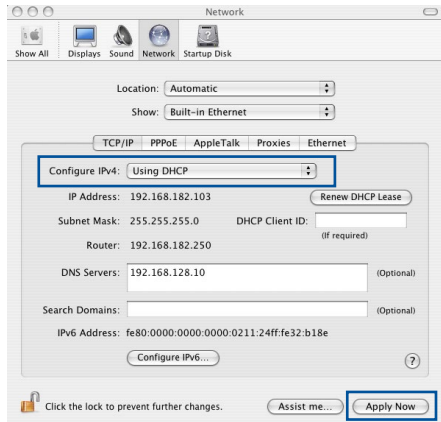 Network
Show All Displays Sound Network Startup Disk
Location: Automatic
Show: Built-in Ethernet
TCP/IP PPPoE AppleTalk Proxies Ethernet
Configure IPv4: Using DHCP
IP Address: 192.168.182.103 Renew DHCP Lease
Subnet Mask: 255.255.255.0 DHCP Client ID:
(If required)
Router: 192.168.182.250
DNS Servers: 192.168.128.10 (Optional)
Search Domains: (Optional)
IPv6 Address: fe80:0000:0000:0000:0211:24ff:fe32:b18e
Configure IPv6... ?
Click the lock to prevent further changes. Assist me... Apply Now